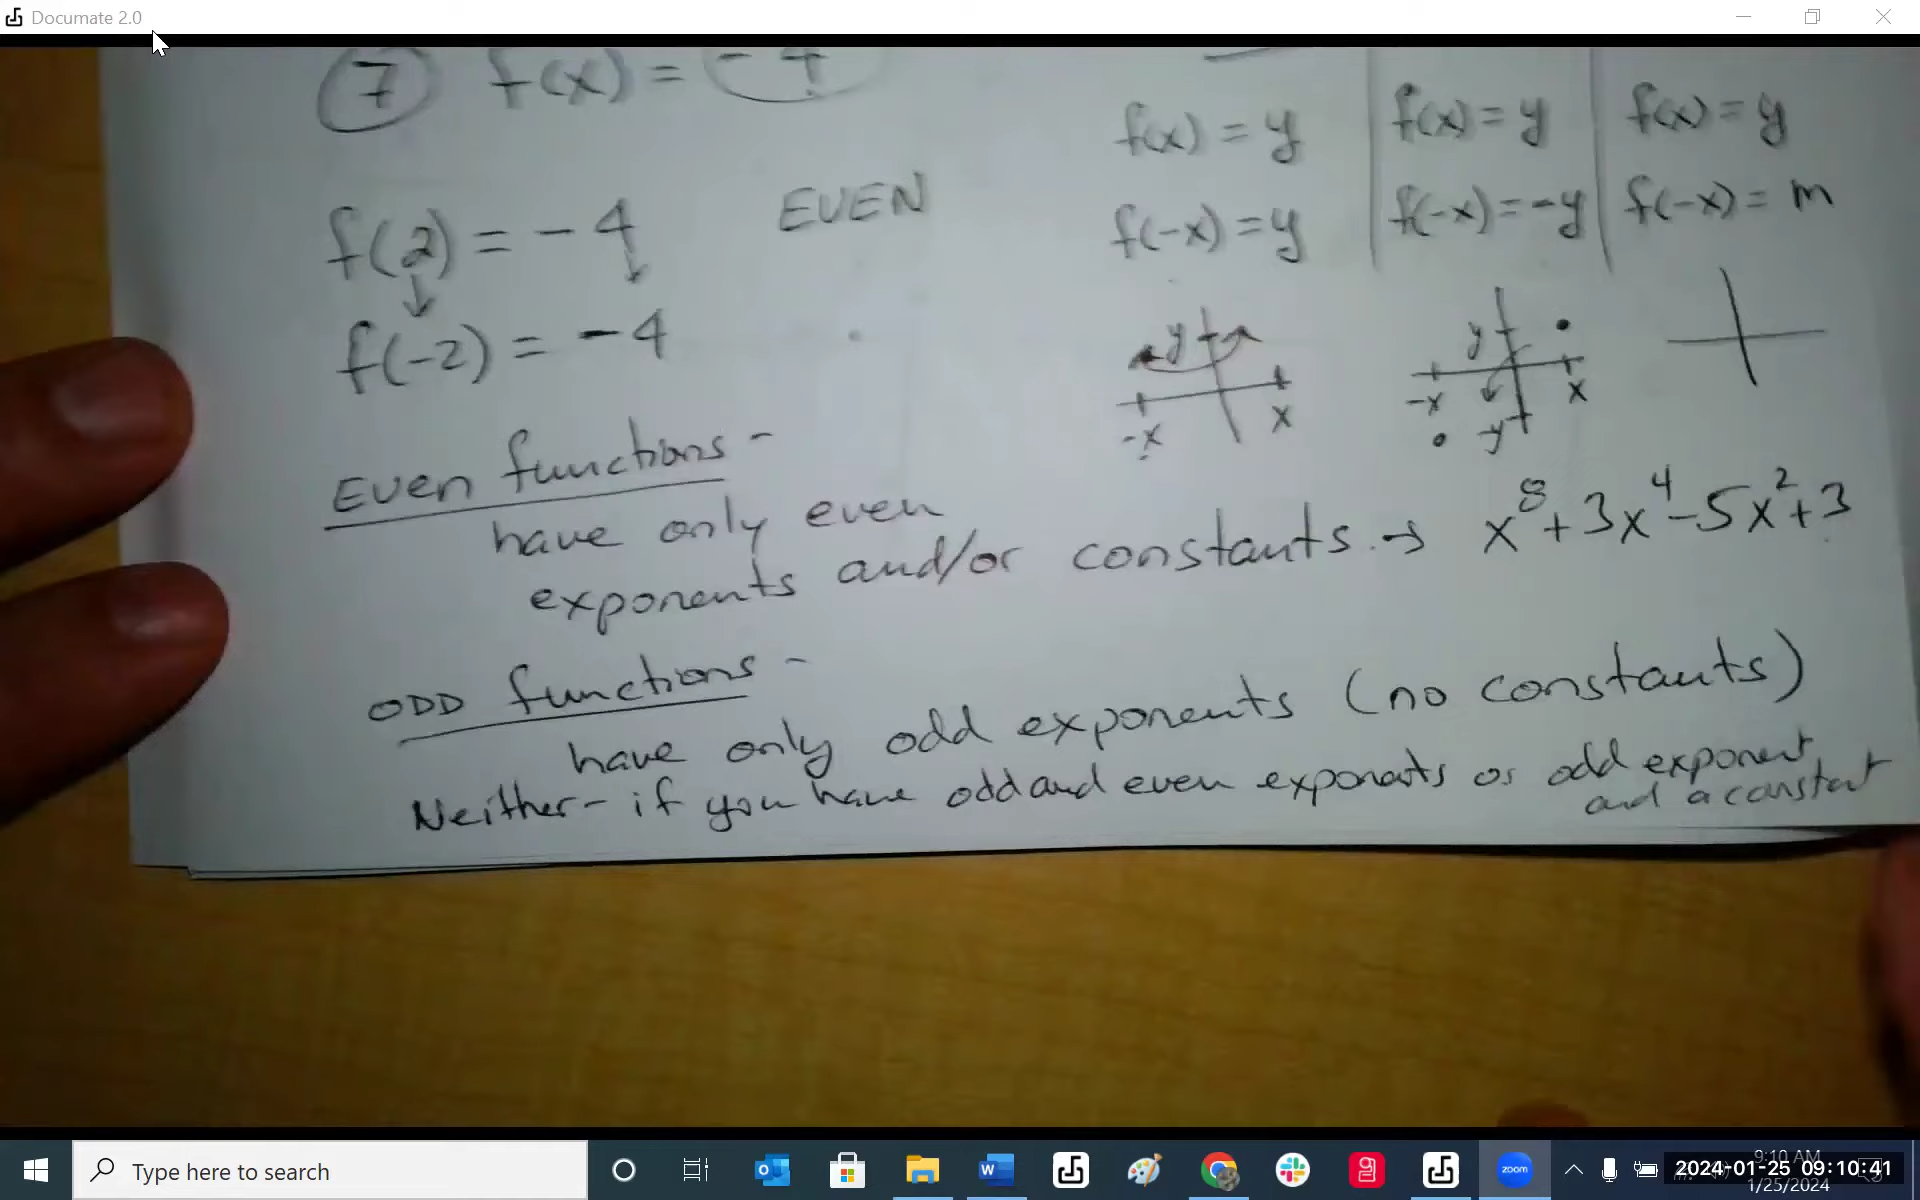 Documate 2.0
7 f(x) = -4
f(x) = y f(x) = y f(x) = y
f(2) = -4 EVEN
f(-x) = y f(-x) = -y f(-x) = m
f(-2) = -4
y
-x x
y
-x x
-y
Even functions -
have only even
exponents and/or constants. → x⁸ + 3x⁴ - 5x² + 3
ODD functions -
have only odd exponents (no constants)
Neither - if you have odd and even exponents or odd exponent
and a constant
Type here to search
zoom
9:10 AM
2024-01-25 09:10:41
1/25/2024